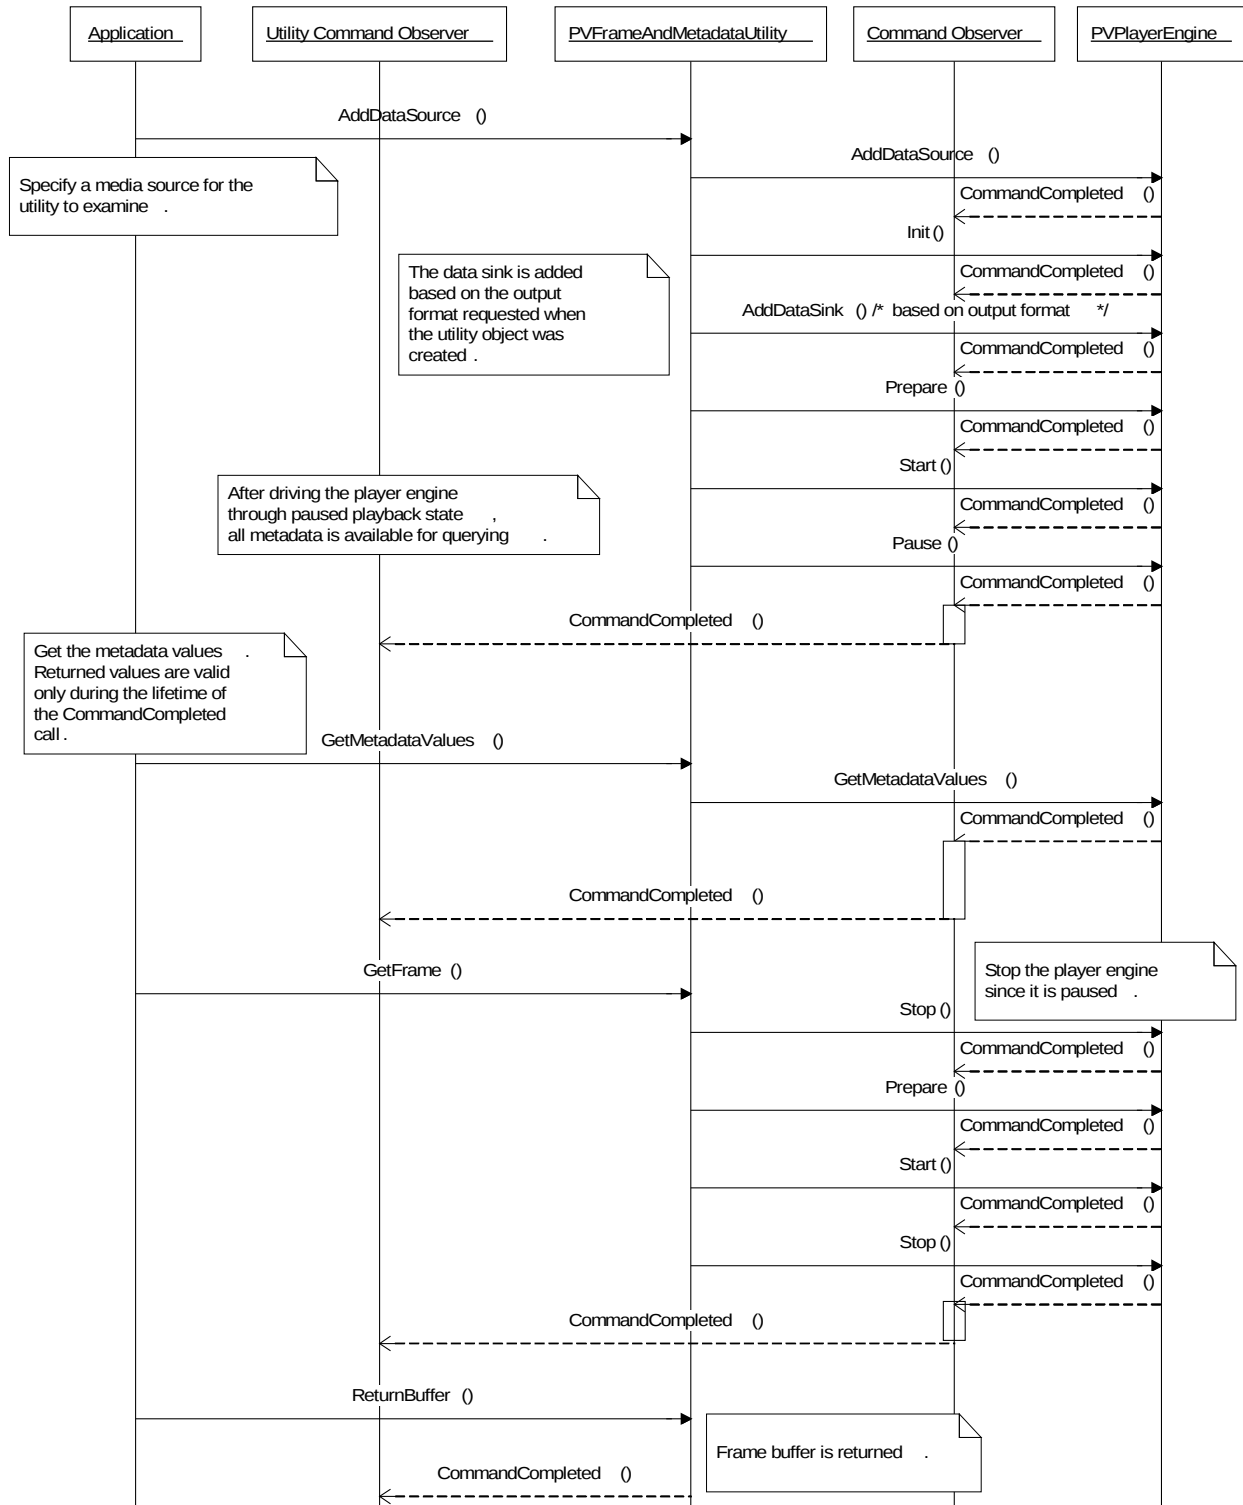 Application
Utility Command Observer
PVFrameAndMetadataUtility
Command Observer
PVPlayerEngine
AddDataSource ()
AddDataSource ()
Specify a media source for the
utility to examine .
CommandCompleted ()
Init ()
The data sink is added
based on the output
format requested when
the utility object was
created .
CommandCompleted ()
AddDataSink () /* based on output format */
CommandCompleted ()
Prepare ()
CommandCompleted ()
Start ()
After driving the player engine
through paused playback state ,
all metadata is available for querying .
CommandCompleted ()
Pause ()
CommandCompleted ()
CommandCompleted ()
Get the metadata values .
Returned values are valid
only during the lifetime of
the CommandCompleted
call .
GetMetadataValues ()
GetMetadataValues ()
CommandCompleted ()
CommandCompleted ()
GetFrame ()
Stop the player engine
since it is paused .
Stop ()
CommandCompleted ()
Prepare ()
CommandCompleted ()
Start ()
CommandCompleted ()
Stop ()
CommandCompleted ()
CommandCompleted ()
ReturnBuffer ()
Frame buffer is returned .
CommandCompleted ()